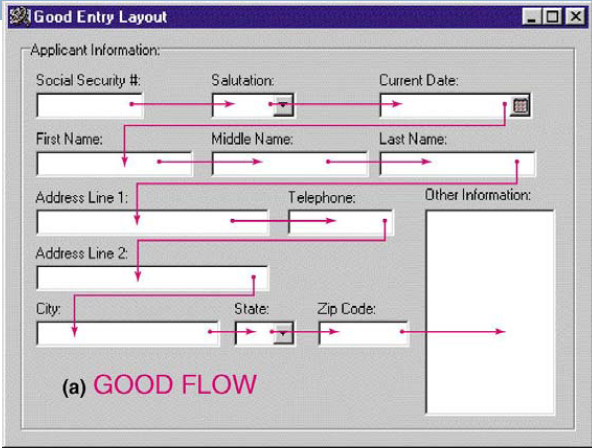 Good Entry Layout
Applicant Information:
Social Security #: Salutation: Current Date:
First Name: Middle Name: Last Name:
Address Line 1: Telephone: Other Information:
Address Line 2:
City: State: Zip Code:
(a) GOOD FLOW